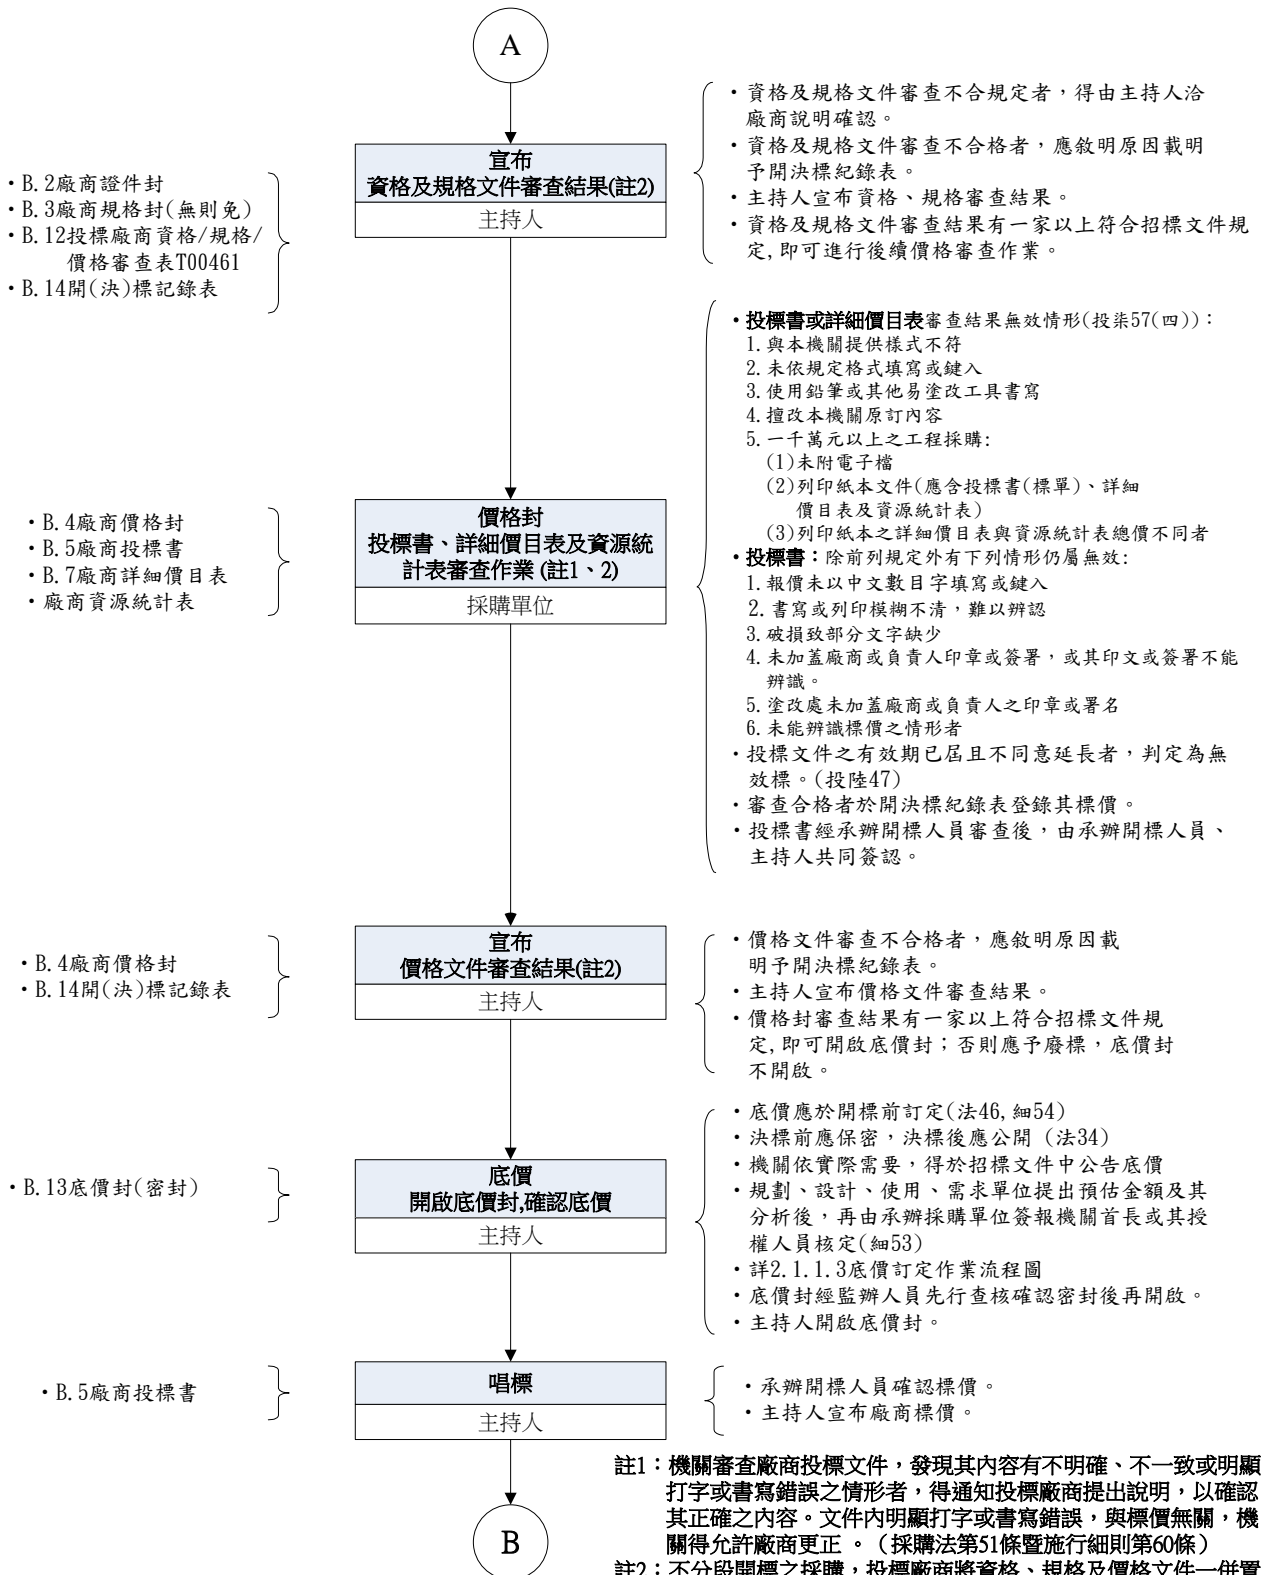 A
宣布
資格及規格文件審查結果(註2)
主持人
・B.2廠商證件封
・B.3廠商規格封(無則免)
・B.12投標廠商資格/規格/
價格審查表T00461
・B.14開(決)標記錄表
・資格及規格文件審查不合規定者，得由主持人洽
廠商說明確認。
・資格及規格文件審查不合格者，應敘明原因載明
予開決標紀錄表。
・主持人宣布資格、規格審查結果。
・資格及規格文件審查結果有一家以上符合招標文件規
定,即可進行後續價格審查作業。
價格封
投標書、詳細價目表及資源統
計表審查作業 (註1、2)
採購單位
・B.4廠商價格封
・B.5廠商投標書
・B.7廠商詳細價目表
・廠商資源統計表
・投標書或詳細價目表審查結果無效情形(投柒57(四))：
1.與本機關提供樣式不符
2.未依規定格式填寫或鍵入
3.使用鉛筆或其他易塗改工具書寫
4.擅改本機關原訂內容
5.一千萬元以上之工程採購:
(1)未附電子檔
(2)列印紙本文件(應含投標書(標單)、詳細
價目表及資源統計表)
(3)列印紙本之詳細價目表與資源統計表總價不同者
・投標書：除前列規定外有下列情形仍屬無效:
1.報價未以中文數目字填寫或鍵入
2.書寫或列印模糊不清，難以辨認
3.破損致部分文字缺少
4.未加蓋廠商或負責人印章或簽署，或其印文或簽署不能
辨識。
5.塗改處未加蓋廠商或負責人之印章或署名
6.未能辨識標價之情形者
・投標文件之有效期已屆且不同意延長者，判定為無
效標。(投陸47)
・審查合格者於開決標紀錄表登錄其標價。
・投標書經承辦開標人員審查後，由承辦開標人員、
主持人共同簽認。
宣布
價格文件審查結果(註2)
主持人
・B.4廠商價格封
・B.14開(決)標記錄表
・價格文件審查不合格者，應敘明原因載
明予開決標紀錄表。
・主持人宣布價格文件審查結果。
・價格封審查結果有一家以上符合招標文件規
定,即可開啟底價封；否則應予廢標，底價封
不開啟。
底價
開啟底價封,確認底價
主持人
・B.13底價封(密封)
・底價應於開標前訂定(法46,細54)
・決標前應保密，決標後應公開 (法34)
・機關依實際需要，得於招標文件中公告底價
・規劃、設計、使用、需求單位提出預估金額及其
分析後，再由承辦採購單位簽報機關首長或其授
權人員核定(細53)
・詳2.1.1.3底價訂定作業流程圖
・底價封經監辦人員先行查核確認密封後再開啟。
・主持人開啟底價封。
唱標
主持人
・B.5廠商投標書
・承辦開標人員確認標價。
・主持人宣布廠商標價。
B
註1：機關審查廠商投標文件，發現其內容有不明確、不一致或明顯
打字或書寫錯誤之情形者，得通知投標廠商提出說明，以確認
其正確之內容。文件內明顯打字或書寫錯誤，與標價無關，機
關得允許廠商更正 。（採購法第51條暨施行細則第60條）
註2：不分段開標之採購，投標廠商將資格、規格及價格文件一併置